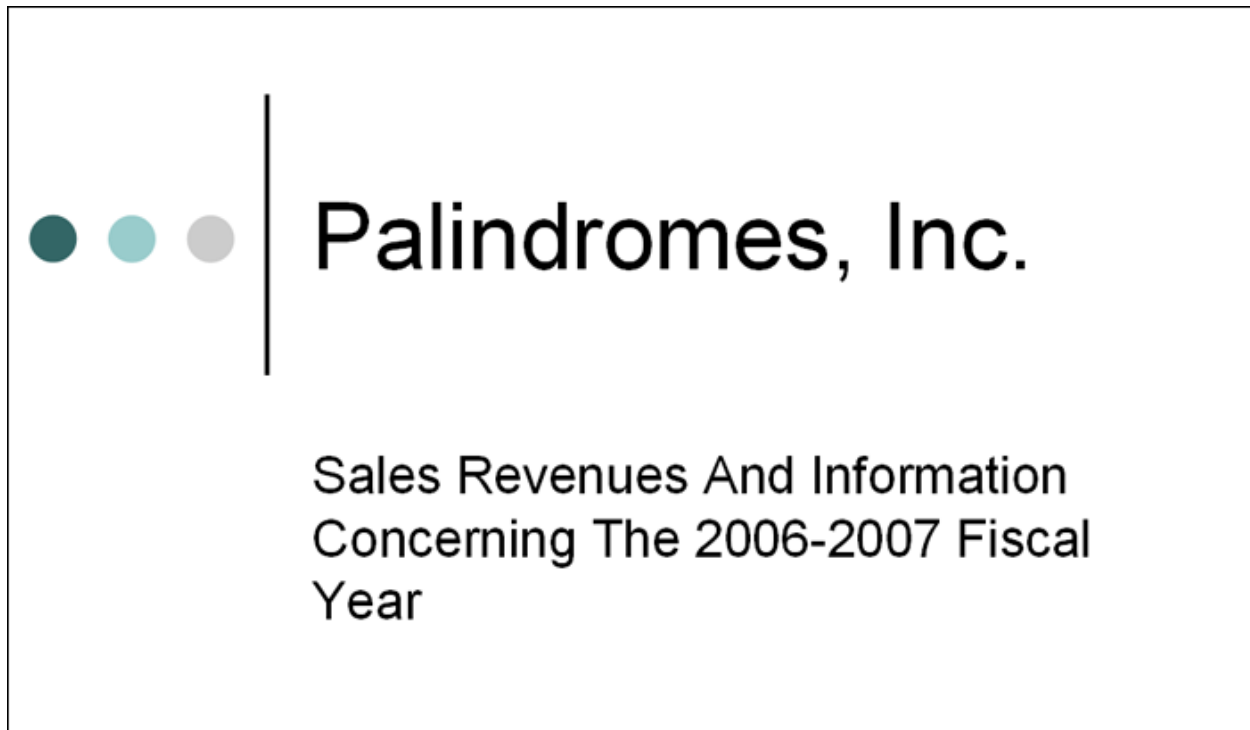 Palindromes, Inc.
Sales Revenues And Information
Concerning The 2006-2007 Fiscal
Year